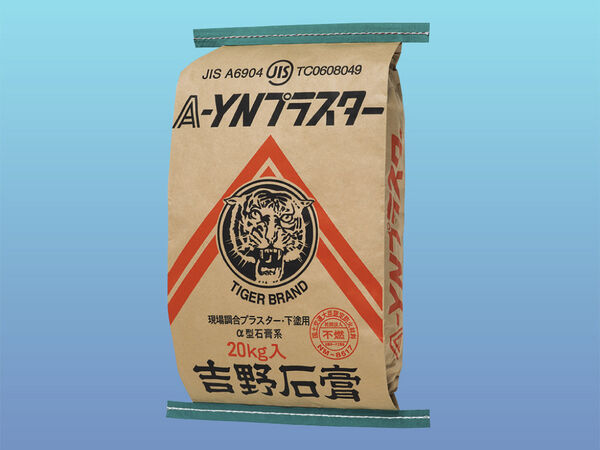 JIS A6904 JIS TC0608049
A-YNプラスター
TIGER BRAND
現場調合プラスター・下塗用
α型石膏系
20kg入
不燃
NM-8617
吉野石膏
A-YNプラスター